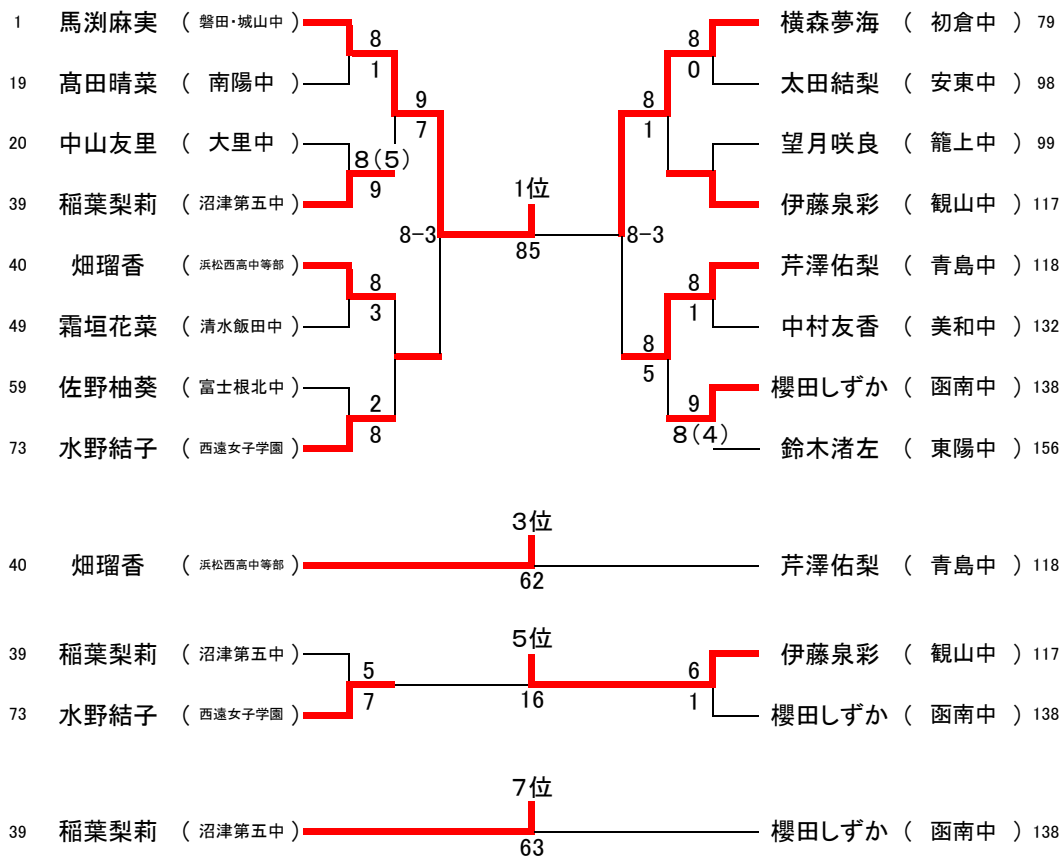 1 馬渕麻実 （ 磐田・城山中 ） 8 8 横森夢海 （ 初倉中 ） 79
19 髙田晴菜 （ 南陽中 ） 1 0 太田結梨 （ 安東中 ） 98
9 7 8 1
20 中山友里 （ 大里中 ） 望月咲良 （ 籠上中 ） 99
8(5)
39 稲葉梨莉 （ 沼津第五中 ） 9 1位 伊藤泉彩 （ 観山中 ） 117
8-3 85 8-3
40 畑瑠香 （ 浜松西高中等部 ） 8 8 芹澤佑梨 （ 青島中 ） 118
49 霜垣花菜 （ 清水飯田中 ） 3 1 中村友香 （ 美和中 ） 132
8 5
59 佐野柚葵 （ 富士根北中 ） 2 9 櫻田しずか （ 函南中 ） 138
73 水野結子 （ 西遠女子学園 ） 8 8(4) 鈴木渚左 （ 東陽中 ） 156
3位
40 畑瑠香 （ 浜松西高中等部 ） 62 芹澤佑梨 （ 青島中 ） 118
39 稲葉梨莉 （ 沼津第五中 ） 5 5位 6 伊藤泉彩 （ 観山中 ） 117
73 水野結子 （ 西遠女子学園 ） 7 16 1 櫻田しずか （ 函南中 ） 138
7位
39 稲葉梨莉 （ 沼津第五中 ） 63 櫻田しずか （ 函南中 ） 138